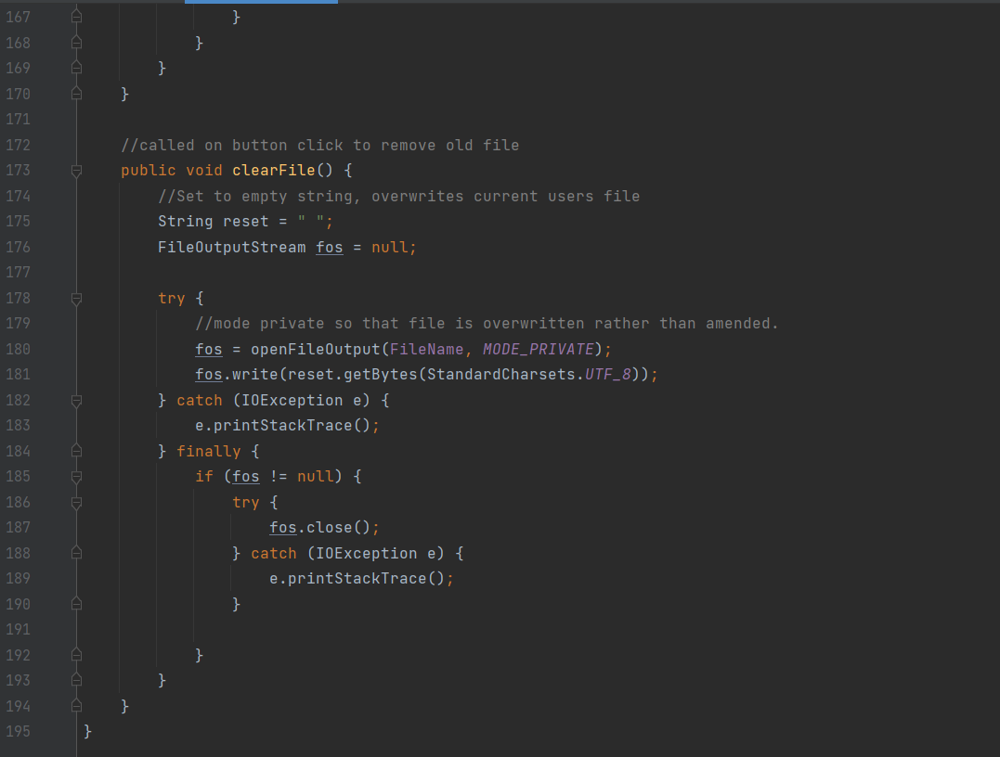 167 }
168 }
169 }
170 }
171
172 //called on button click to remove old file
173 public void clearFile() {
174 //Set to empty string, overwrites current users file
175 String reset = " ";
176 FileOutputStream fos = null;
177
178 try {
179 //mode private so that file is overwritten rather than amended.
180 fos = openFileOutput(FileName, MODE_PRIVATE);
181 fos.write(reset.getBytes(StandardCharsets.UTF_8));
182 } catch (IOException e) {
183 e.printStackTrace();
184 } finally {
185 if (fos != null) {
186 try {
187 fos.close();
188 } catch (IOException e) {
189 e.printStackTrace();
190 }
191
192 }
193 }
194 }
195 }